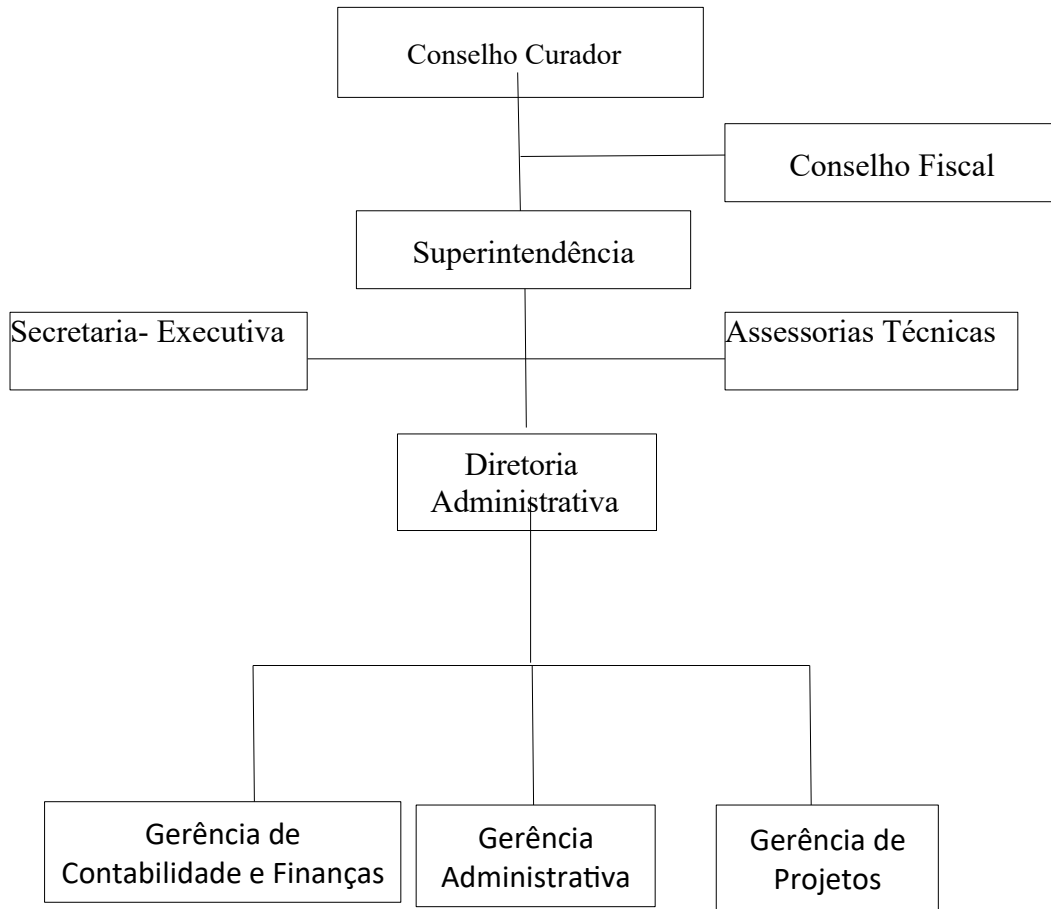 Conselho Curador
Conselho Fiscal
Superintendência
Secretaria- Executiva
Assessorias Técnicas
Diretoria
Administrativa
Gerência de
Contabilidade e Finanças
Gerência
Administrativa
Gerência de
Projetos